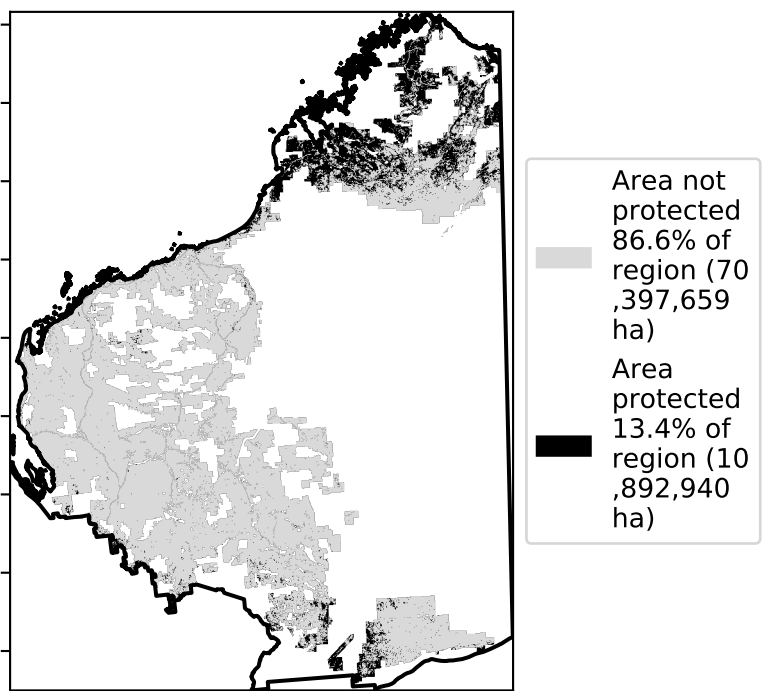 Area not
protected
86.6% of
region (70
,397,659
ha)
Area
protected
13.4% of
region (10
,892,940
ha)